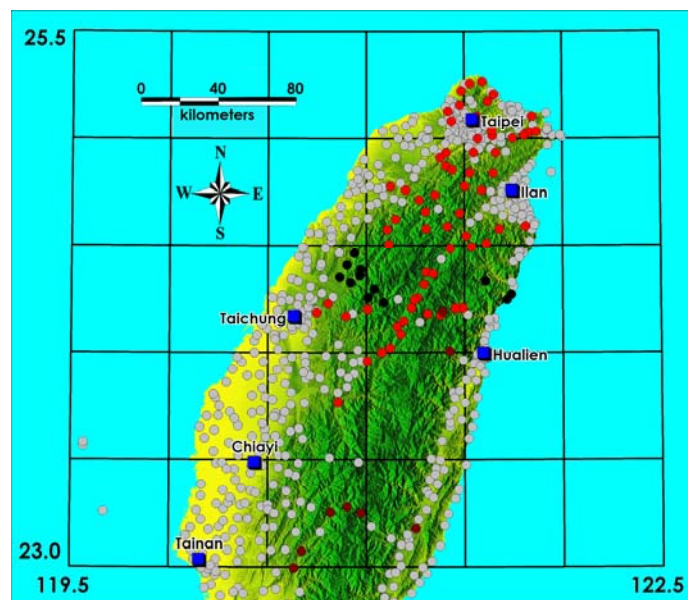 25.5
0 40 80
kilometers
Taipei
N
W E
S
Ilan
Taichung
Hualien
Chiayi
Tainan
23.0
119.5 122.5